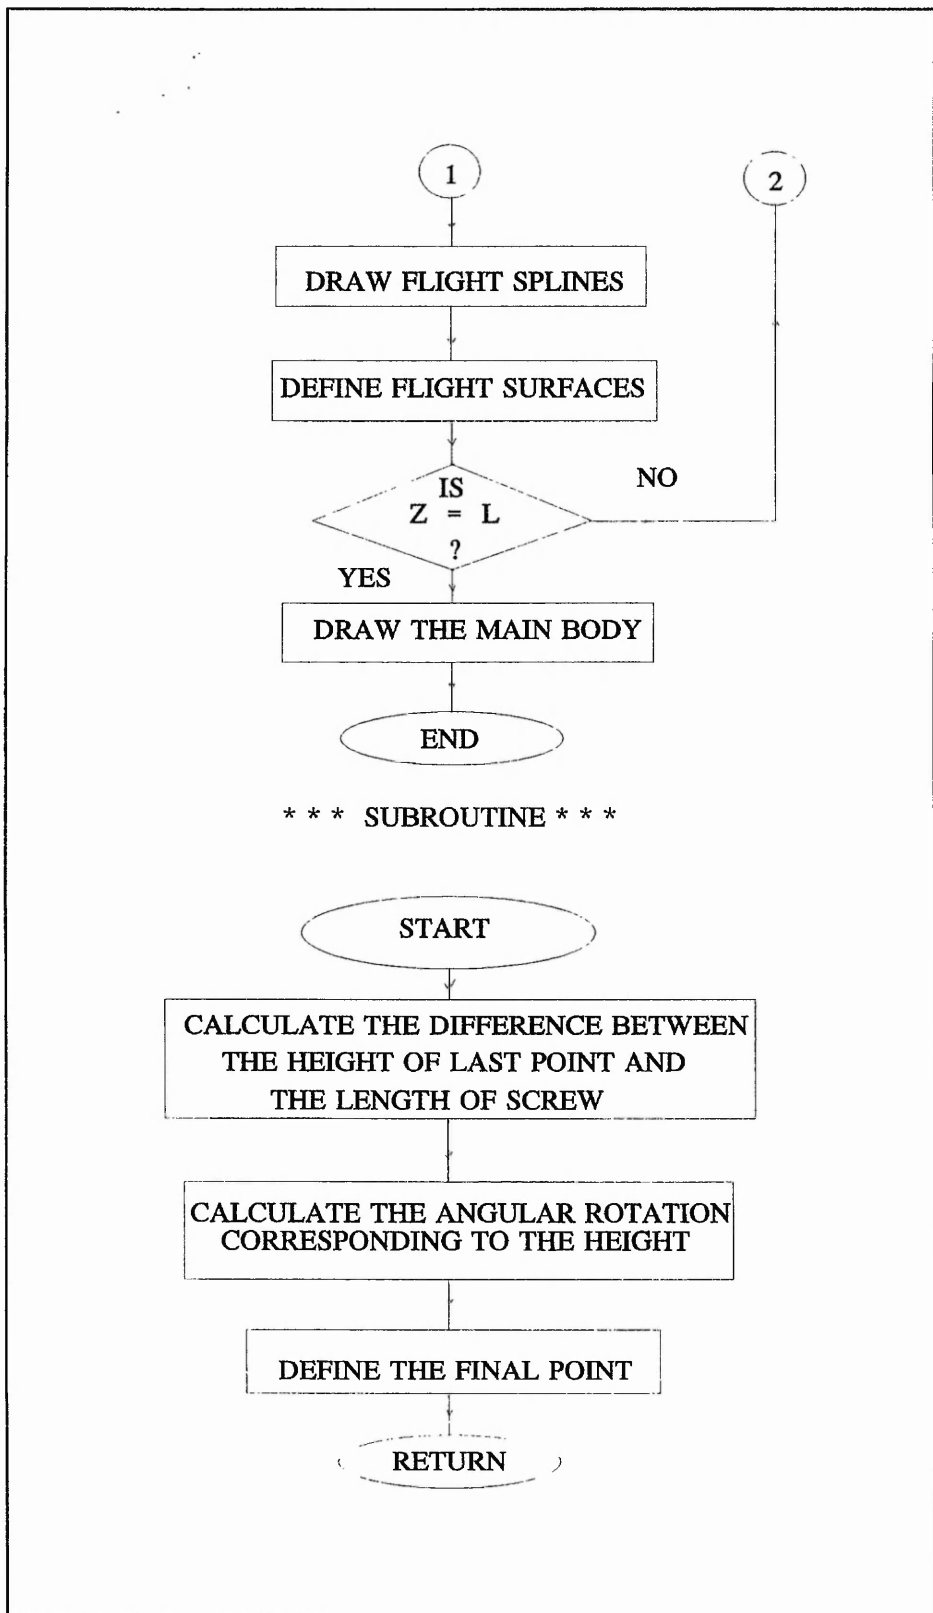 1
2
DRAW FLIGHT SPLINES
DEFINE FLIGHT SURFACES
NO
IS
Z = L
?
YES
DRAW THE MAIN BODY
END
* * * SUBROUTINE * * *
START
CALCULATE THE DIFFERENCE BETWEEN
THE HEIGHT OF LAST POINT AND
THE LENGTH OF SCREW
CALCULATE THE ANGULAR ROTATION
CORRESPONDING TO THE HEIGHT
DEFINE THE FINAL POINT
RETURN